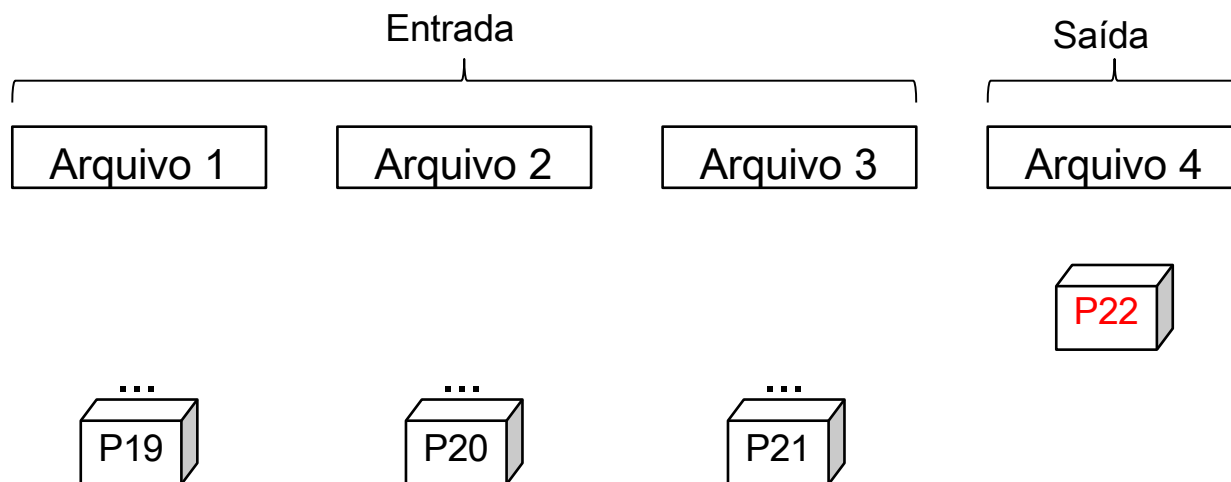 Entrada
Saída
Arquivo 1
Arquivo 2
Arquivo 3
Arquivo 4
P22
...
...
...
P19
P20
P21